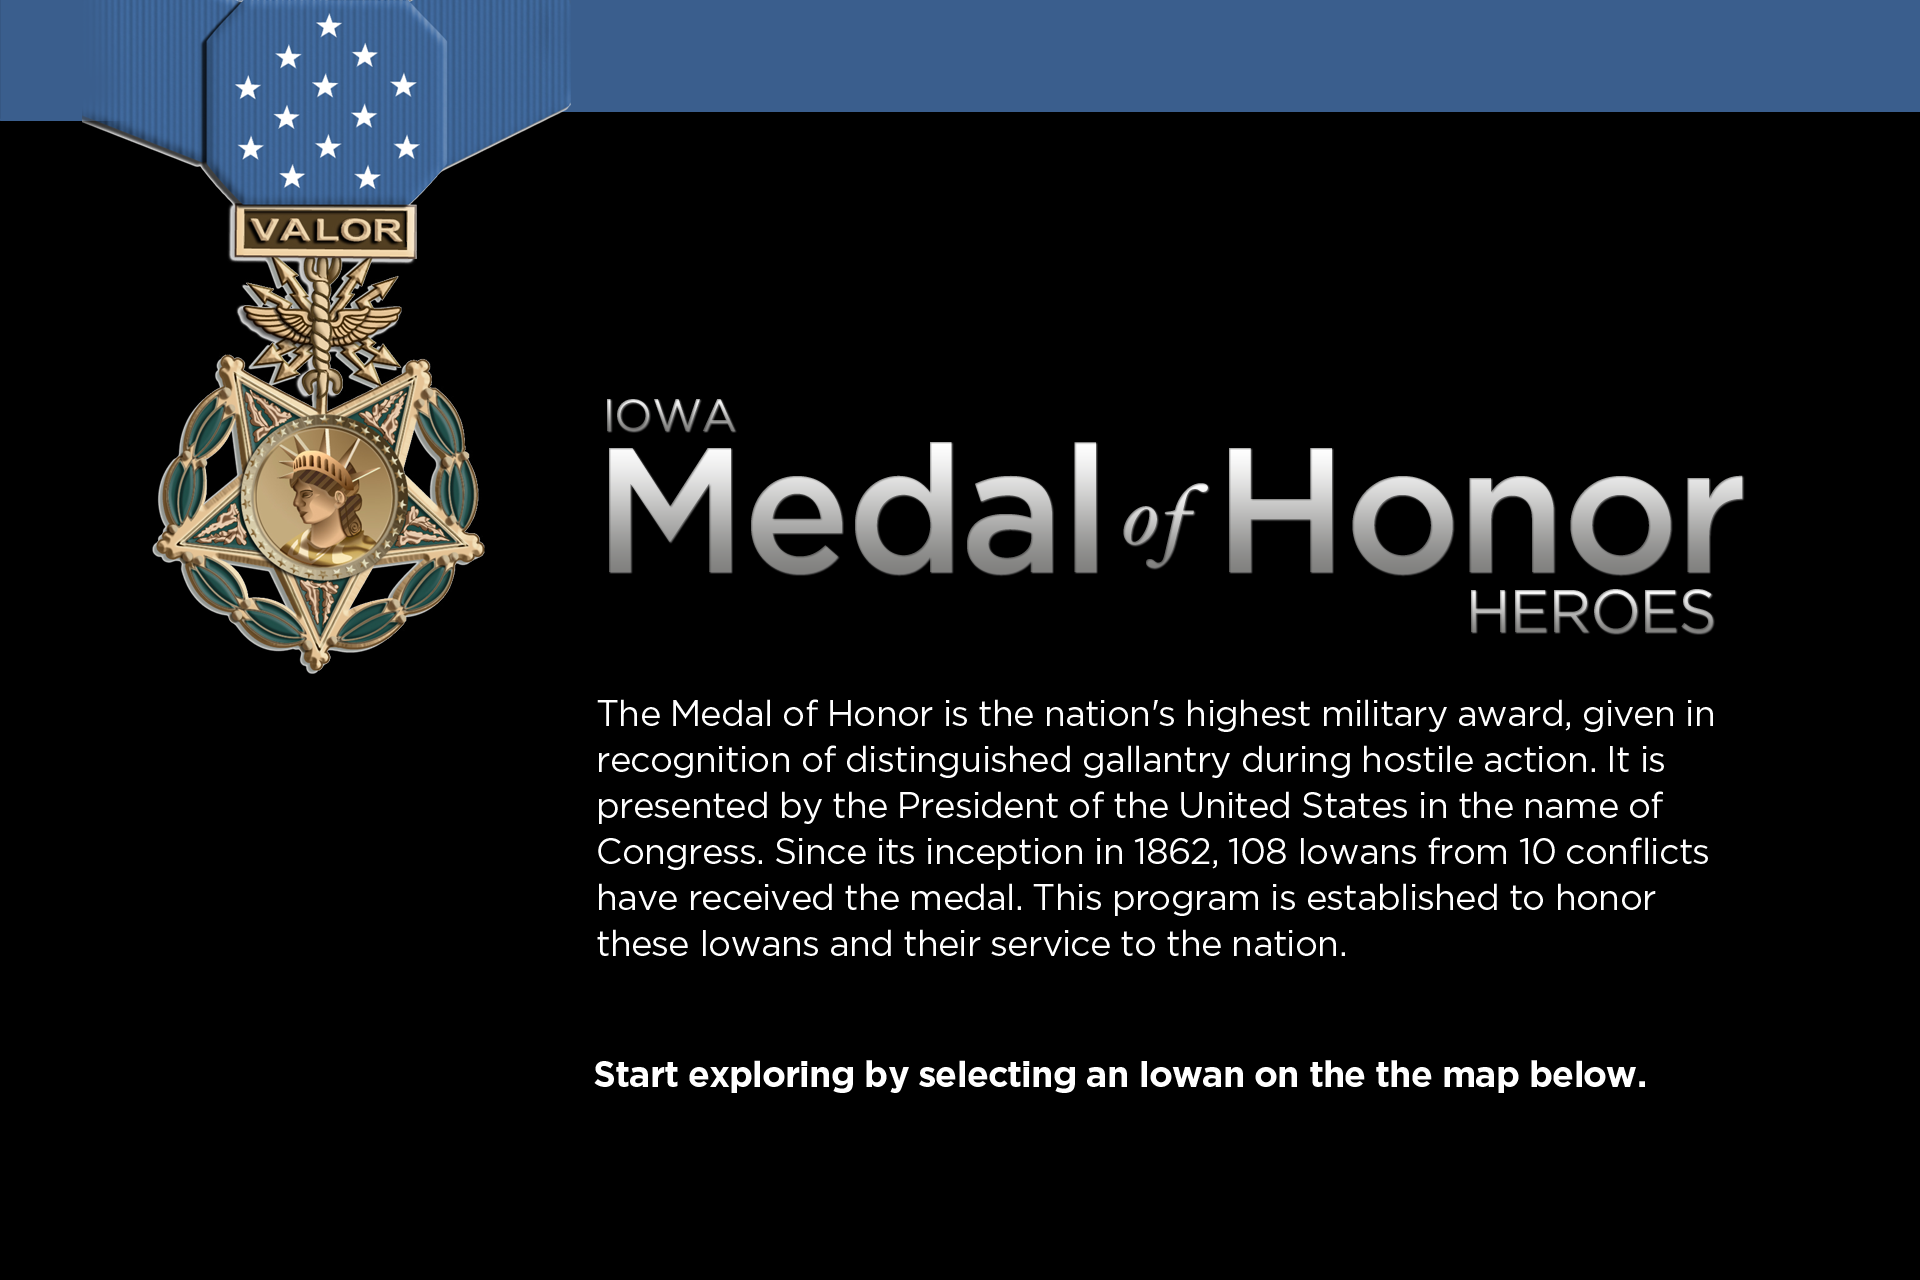 VALOR
IOWA
Medal of Honor
HEROES
The Medal of Honor is the nation's highest military award, given in
recognition of distinguished gallantry during hostile action. It is
presented by the President of the United States in the name of
Congress. Since its inception in 1862, 108 Iowans from 10 conflicts
have received the medal. This program is established to honor
these Iowans and their service to the nation.
Start exploring by selecting an Iowan on the the map below.